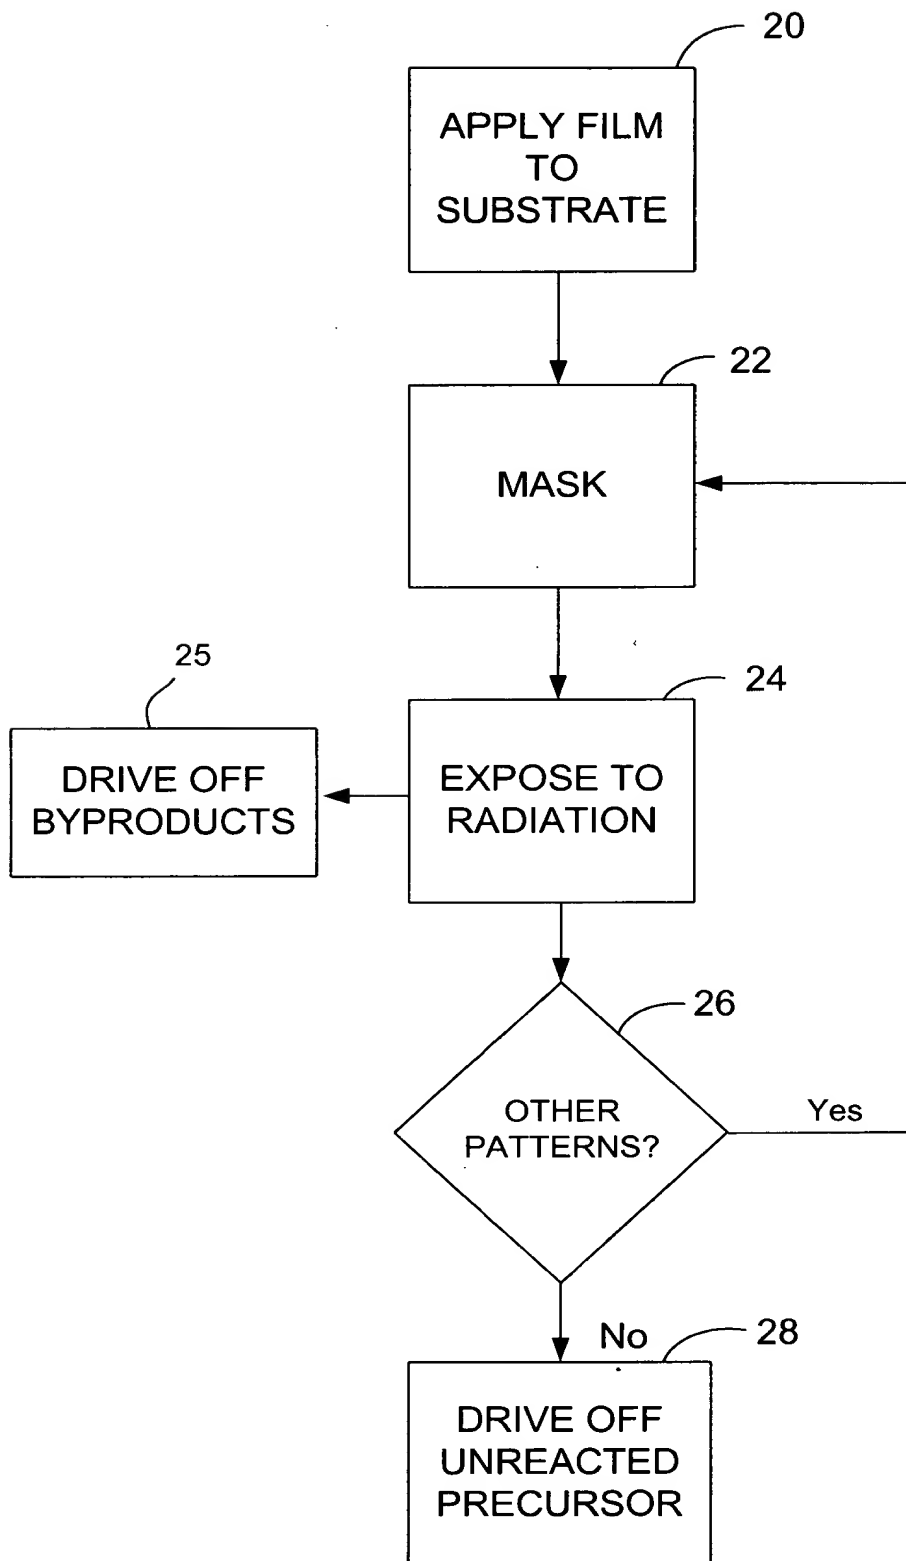 20
APPLY FILM
TO
SUBSTRATE
22
MASK
25
24
DRIVE OFF
BYPRODUCTS
EXPOSE TO
RADIATION
26
OTHER
PATTERNS?
Yes
No
28
DRIVE OFF
UNREACTED
PRECURSOR